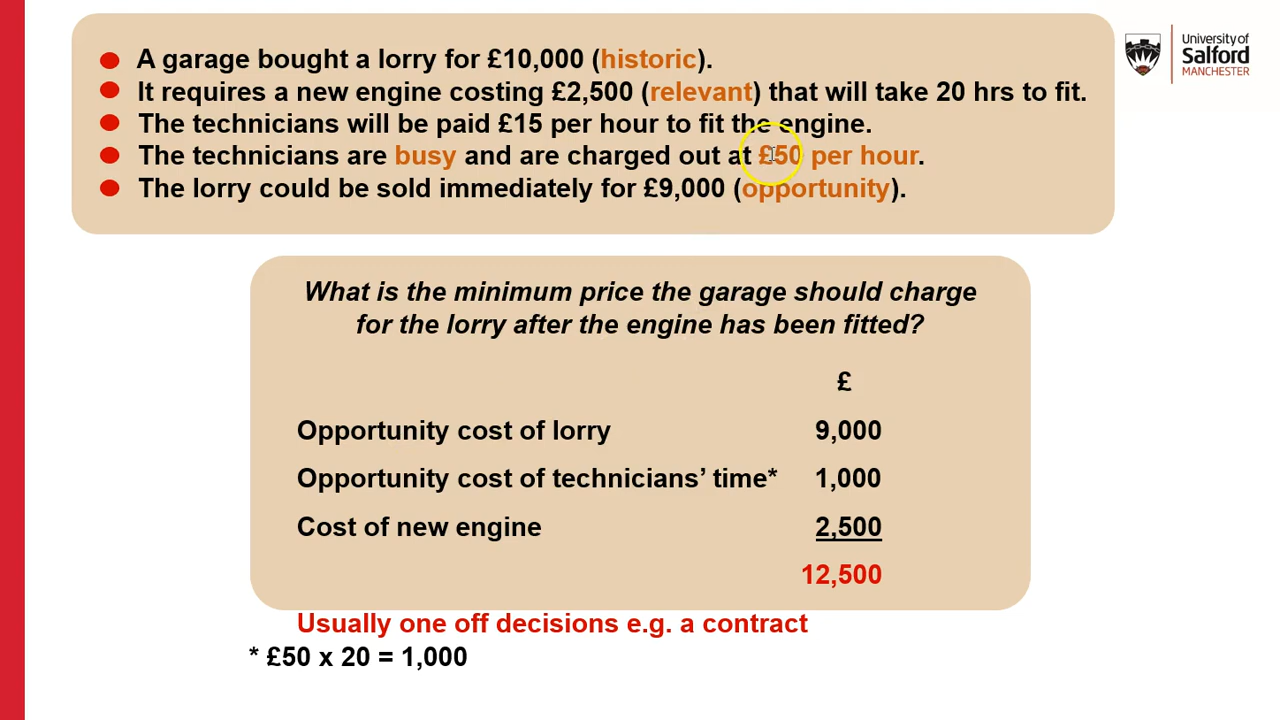 A garage bought a lorry for £10,000 (historic).
It requires a new engine costing £2,500 (relevant) that will take 20 hrs to fit.
The technicians will be paid £15 per hour to fit the engine.
The technicians are busy and are charged out at £50 per hour.
The lorry could be sold immediately for £9,000 (opportunity).
University of
Salford
MANCHESTER
What is the minimum price the garage should charge
for the lorry after the engine has been fitted?
£
Opportunity cost of lorry 9,000
Opportunity cost of technicians’ time* 1,000
Cost of new engine 2,500
12,500
Usually one off decisions e.g. a contract
* £50 x 20 = 1,000